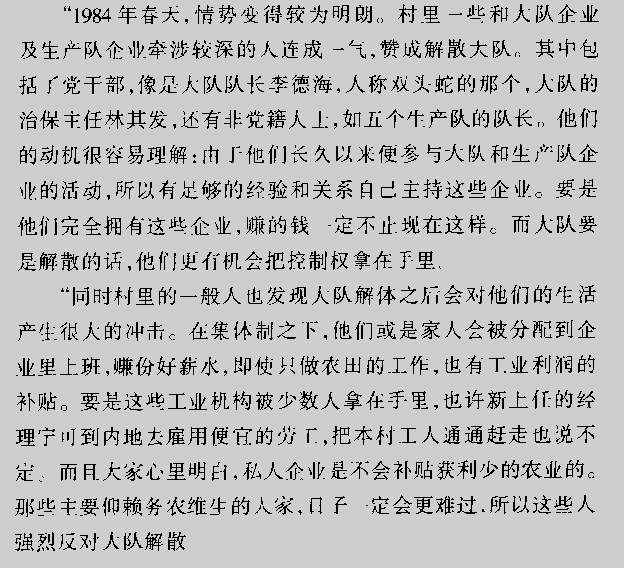 “1984年春天,情势变得较为明朗。村里一些和大队企业
及生产队企业牵涉较深的人连成一气,赞成解散大队。其中包
括了党干部,像是大队队长李德海,人称双头蛇的那个,大队的
治保主任林其发,还有非党籍人士,如五个生产队的队长。他们
的动机很容易理解:由于他们长久以来便参与大队和生产队企
业的活动,所以有足够的经验和关系自己主持这些企业。要是
他们完全拥有这些企业,赚的钱一定不止现在这样。而大队要
是解散的话,他们更有机会把控制权拿在手里。
“同时村里的一般人也发现大队解体之后会对他们的生活
产生很大的冲击。在集体制之下,他们或是家人会被分配到企
业里上班,赚份好薪水,即使只做农田的工作,也有工业利润的
补贴。要是这些工业机构被少数人拿在手里,也许新上任的经
理宁可到内地去雇用便宜的劳工,把本村工人通通赶走也说不
定。而且大家心里明白,私人企业是不会补贴获利少的农业的。
那些主要仰赖务农维生的人家,日子一定会更难过.所以这些人
强烈反对大队解散